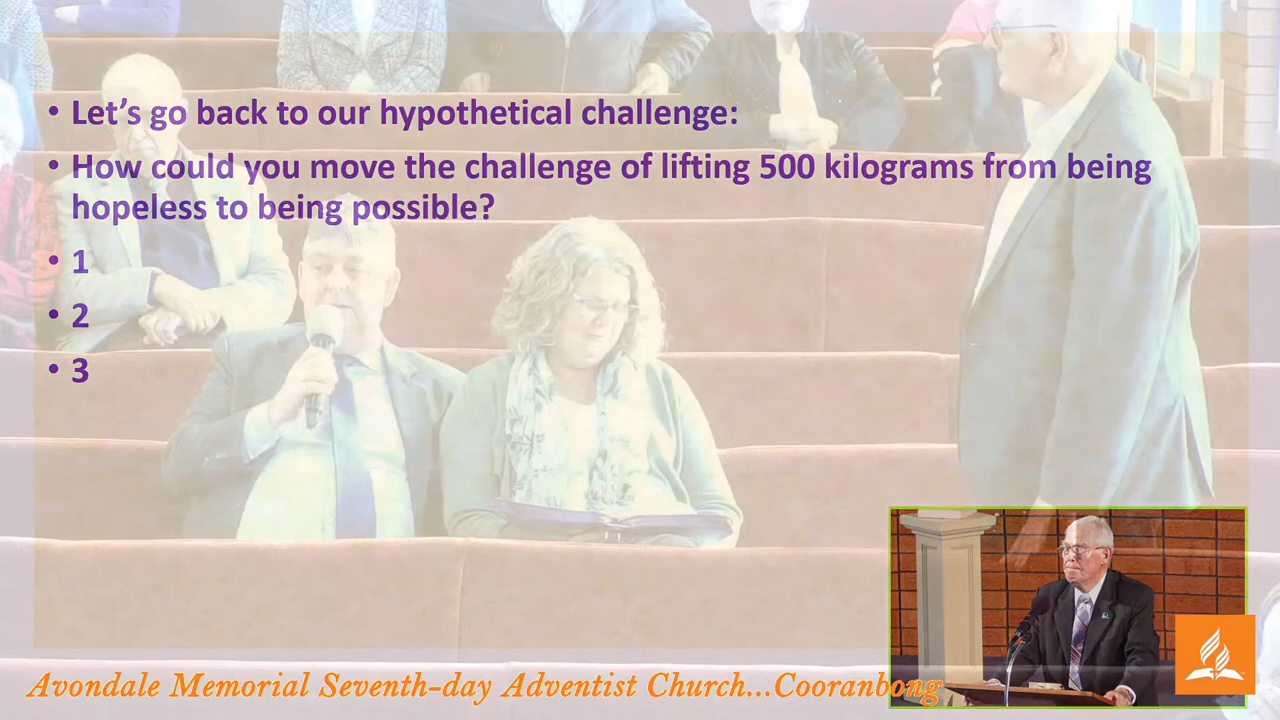 • Let's go back to our hypothetical challenge:
• How could you move the challenge of lifting 500 kilograms from being
hopeless to being possible?
• 1
• 2
• 3
Avondale Memorial Seventh-day Adventist Church...Cooranbong